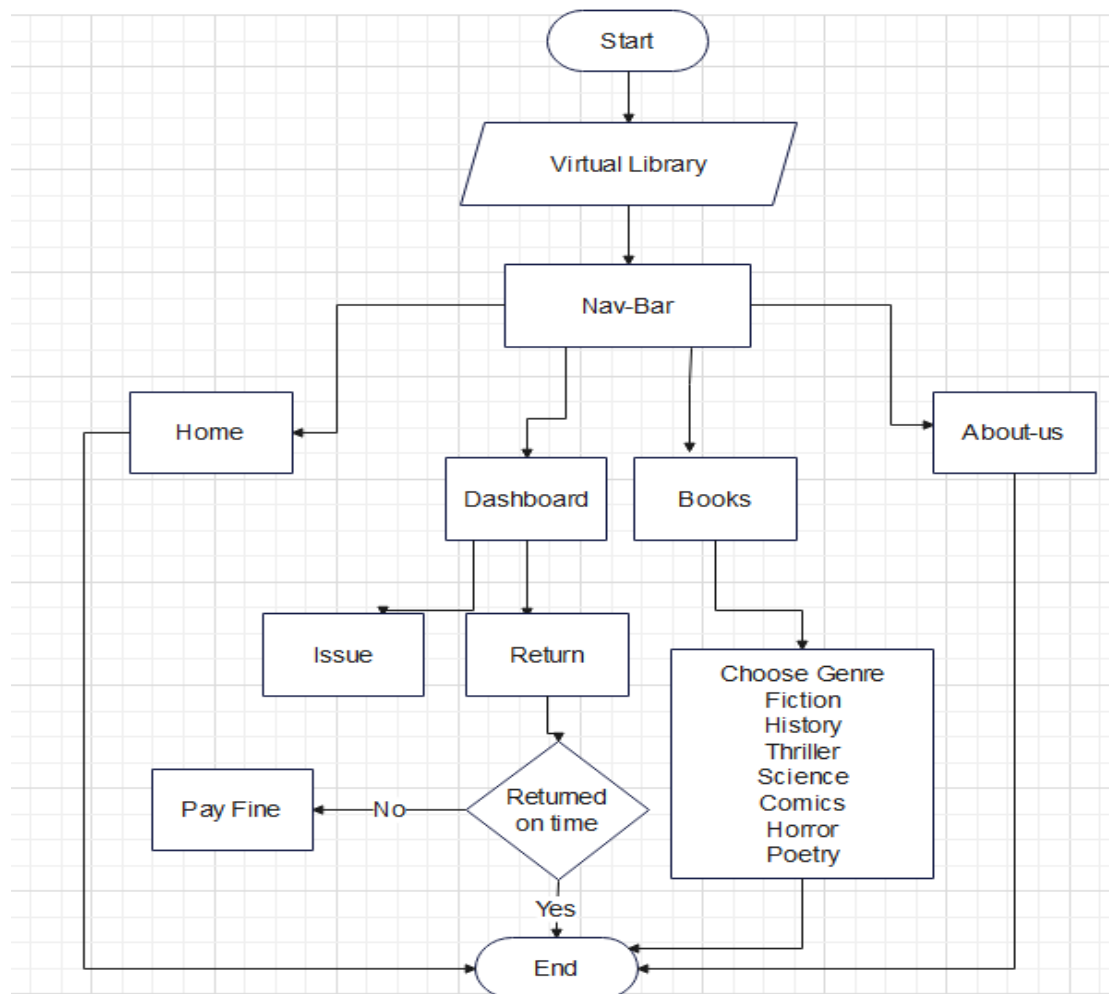 Start
Virtual Library
Nav-Bar
Home
About-us
Dashboard
Books
Issue
Return
Choose Genre
Fiction
History
Thriller
Science
Comics
Horror
Poetry
Pay Fine
No
Returned
on time
Yes
End